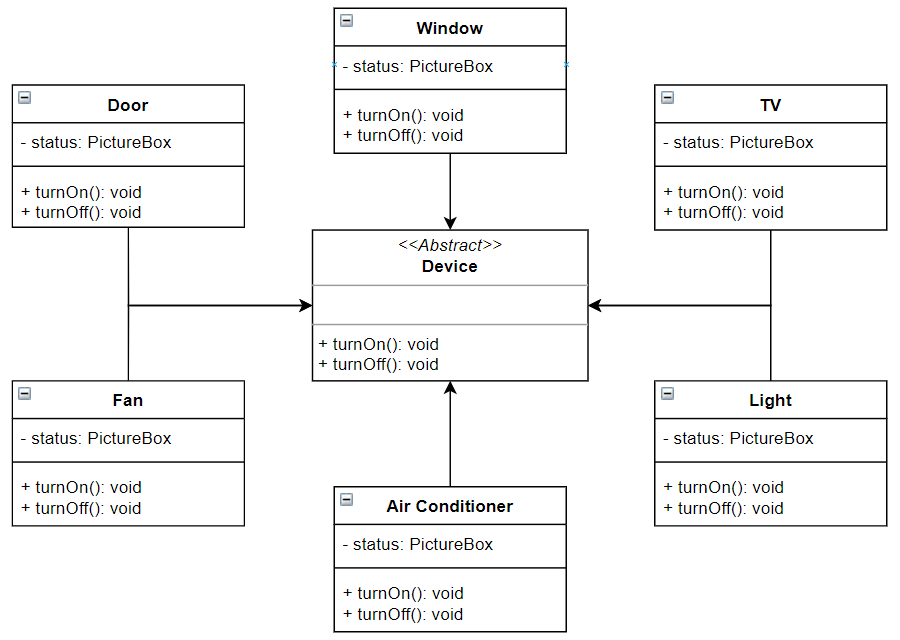 Window
- status: PictureBox
+ turnOn(): void
+ turnOff(): void
Door
- status: PictureBox
+ turnOn(): void
+ turnOff(): void
TV
- status: PictureBox
+ turnOn(): void
+ turnOff(): void
<<Abstract>>
Device
+ turnOn(): void
+ turnOff(): void
Fan
- status: PictureBox
+ turnOn(): void
+ turnOff(): void
Light
- status: PictureBox
+ turnOn(): void
+ turnOff(): void
Air Conditioner
- status: PictureBox
+ turnOn(): void
+ turnOff(): void